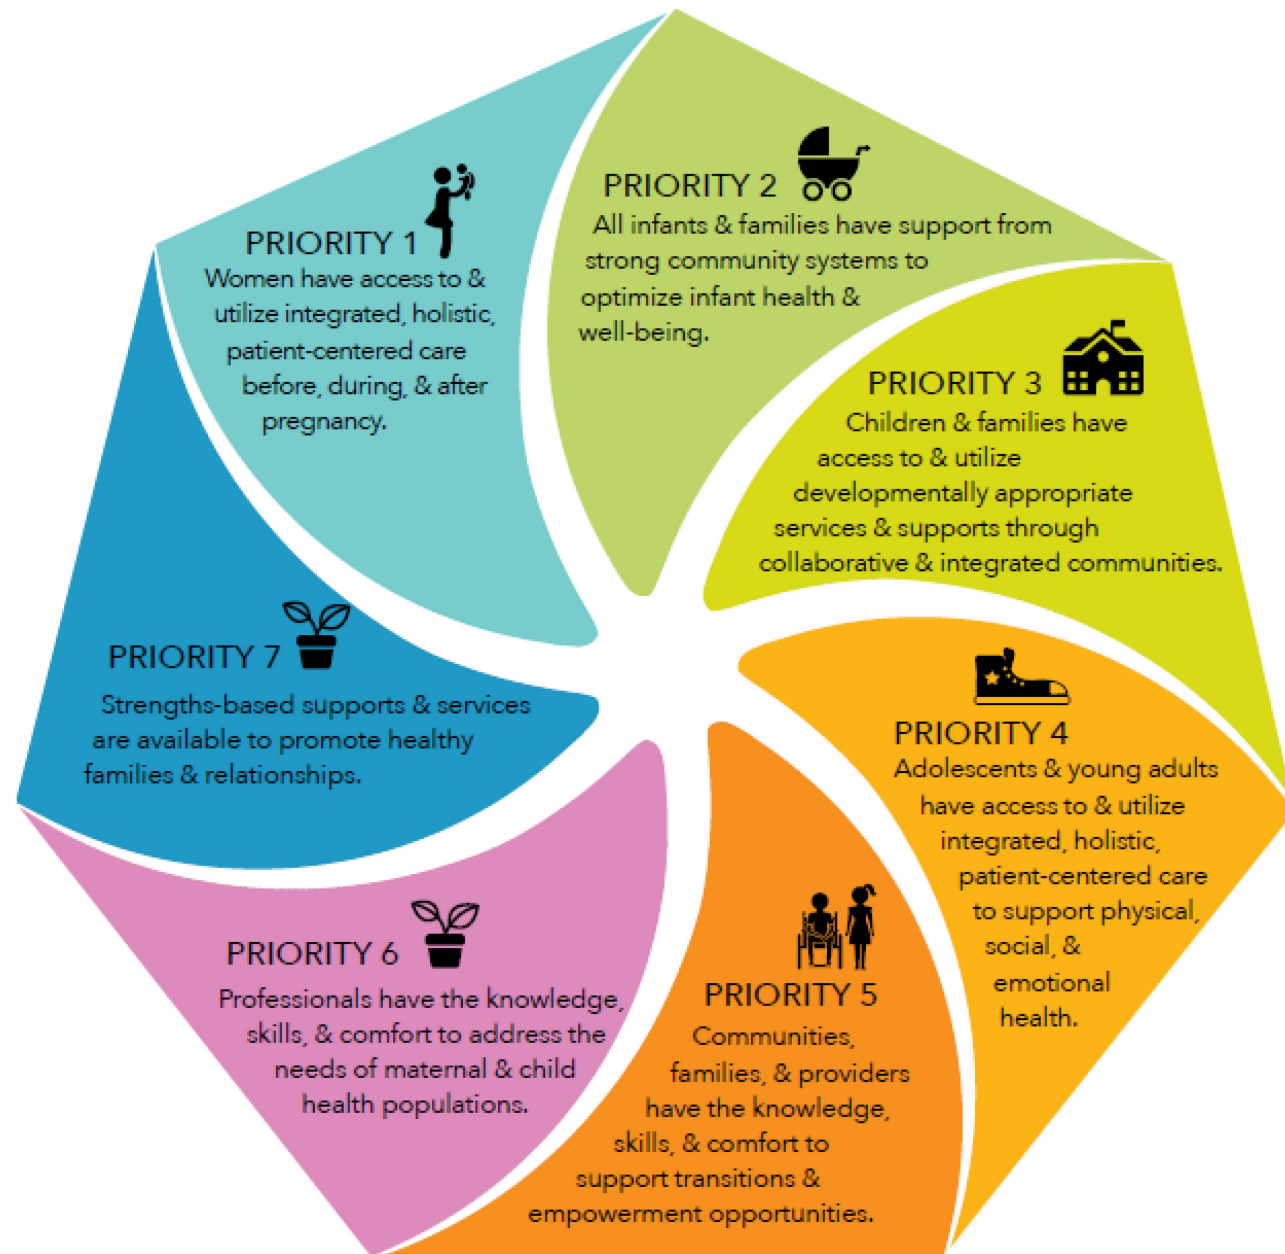 PRIORITY 1
Women have access to &
utilize integrated, holistic,
patient-centered care
before, during, & after
pregnancy.
PRIORITY 2
All infants & families have support from
strong community systems to
optimize infant health &
well-being.
PRIORITY 3
Children & families have
access to & utilize
developmentally appropriate
services & supports through
collaborative & integrated communities.
PRIORITY 4
Adolescents & young adults
have access to & utilize
integrated, holistic,
patient-centered care
to support physical,
social, &
emotional
health.
PRIORITY 5
Communities,
families, & providers
have the knowledge,
skills, & comfort to
support transitions &
empowerment opportunities.
PRIORITY 6
Professionals have the knowledge,
skills, & comfort to address the
needs of maternal & child
health populations.
PRIORITY 7
Strengths-based supports & services
are available to promote healthy
families & relationships.